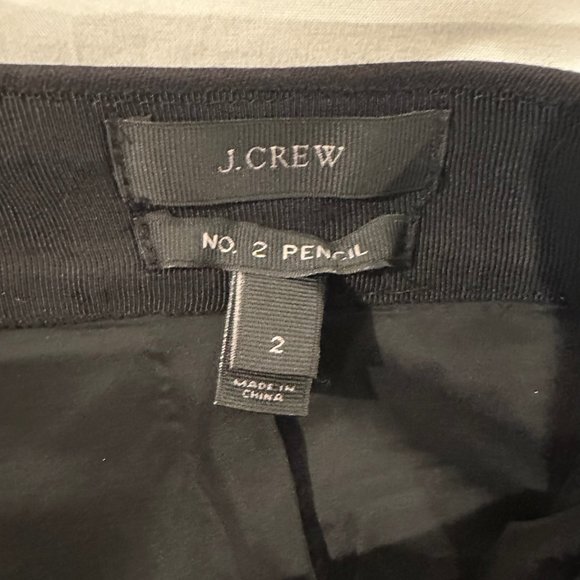 J.CREW
NO. 2 PENCIL
2
MADE IN
CHINA